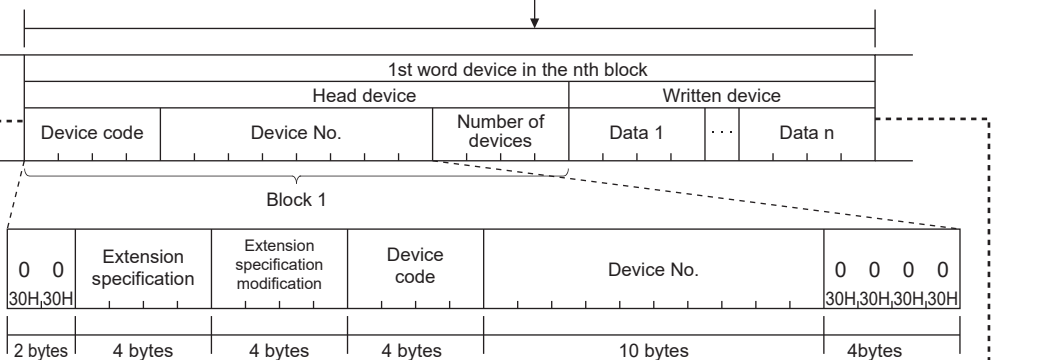 1st word device in the nth block
Head device
Written device
Device code
Device No.
Number of
devices
Data 1
···
Data n
Block 1
0 0
30H 30H
Extension
specification
Extension
specification
modification
Device
code
Device No.
0 0 0 0
30H 30H 30H 30H
2 bytes
4 bytes
4 bytes
4 bytes
10 bytes
4bytes